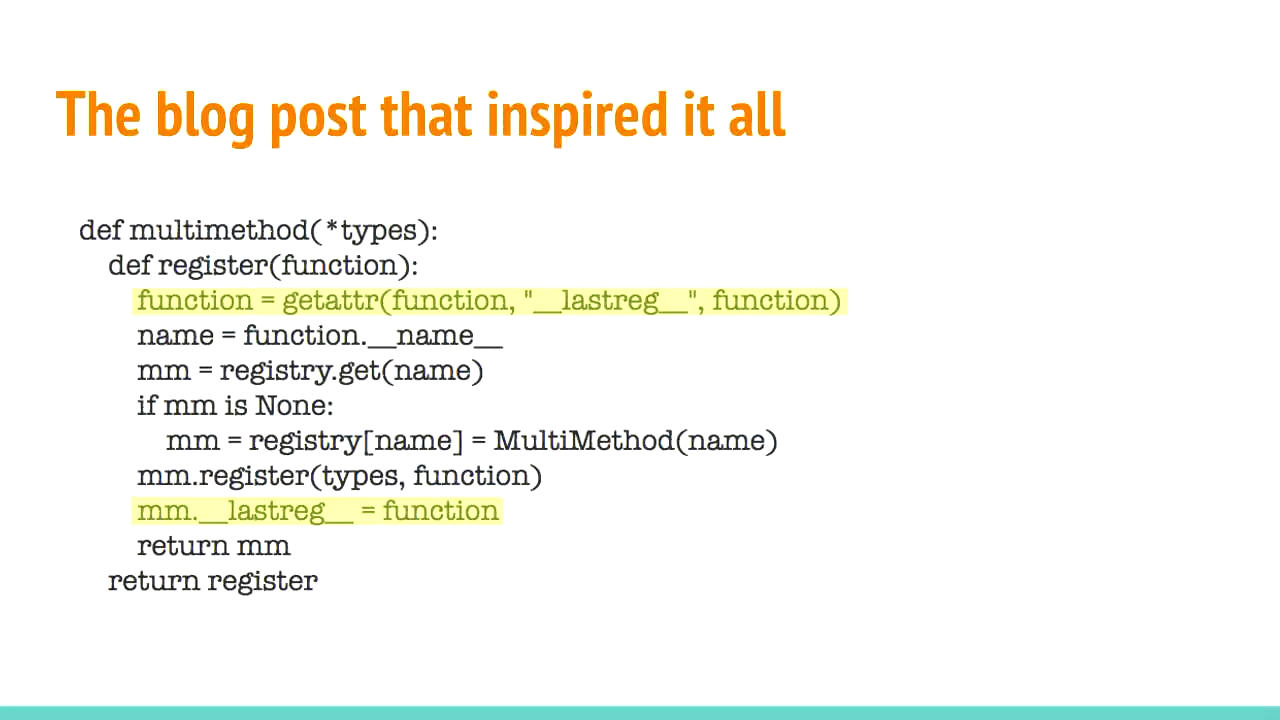 The blog post that inspired it all
def multimethod(*types):
def register(function):
function = getattr(function, "__lastreg__", function)
name = function.__name__
mm = registry.get(name)
if mm is None:
mm = registry[name] = MultiMethod(name)
mm.register(types, function)
mm.__lastreg__ = function
return mm
return register